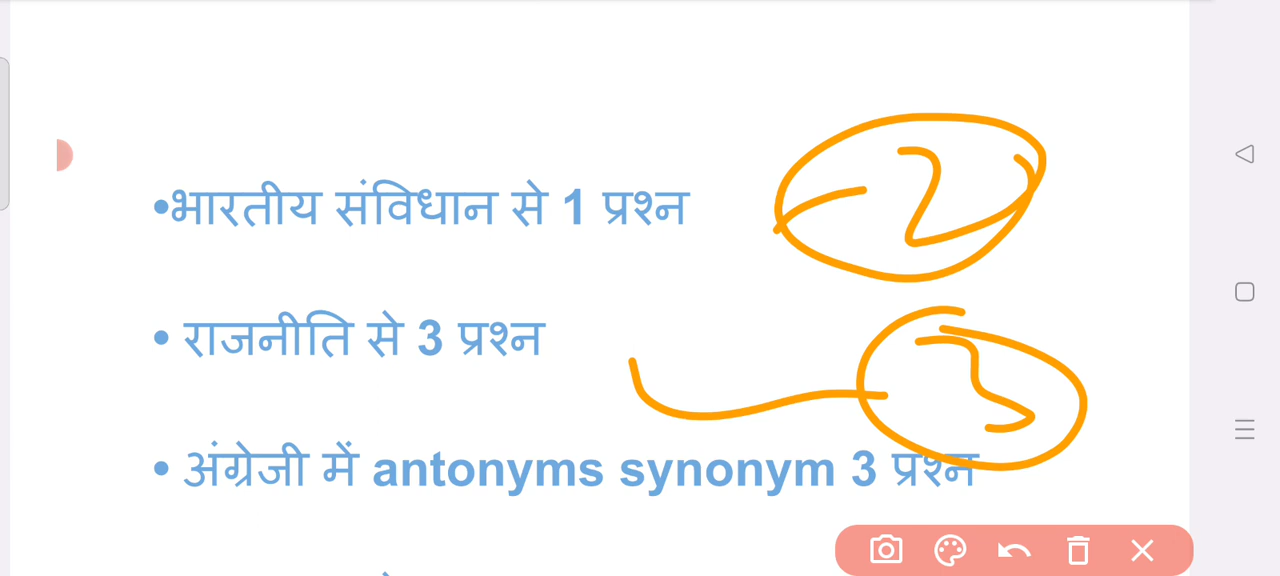 •भारतीय संविधान से 1 प्रश्न
2
• राजनीति से 3 प्रश्न
3
• अंग्रेजी में antonyms synonym 3 प्रश्न